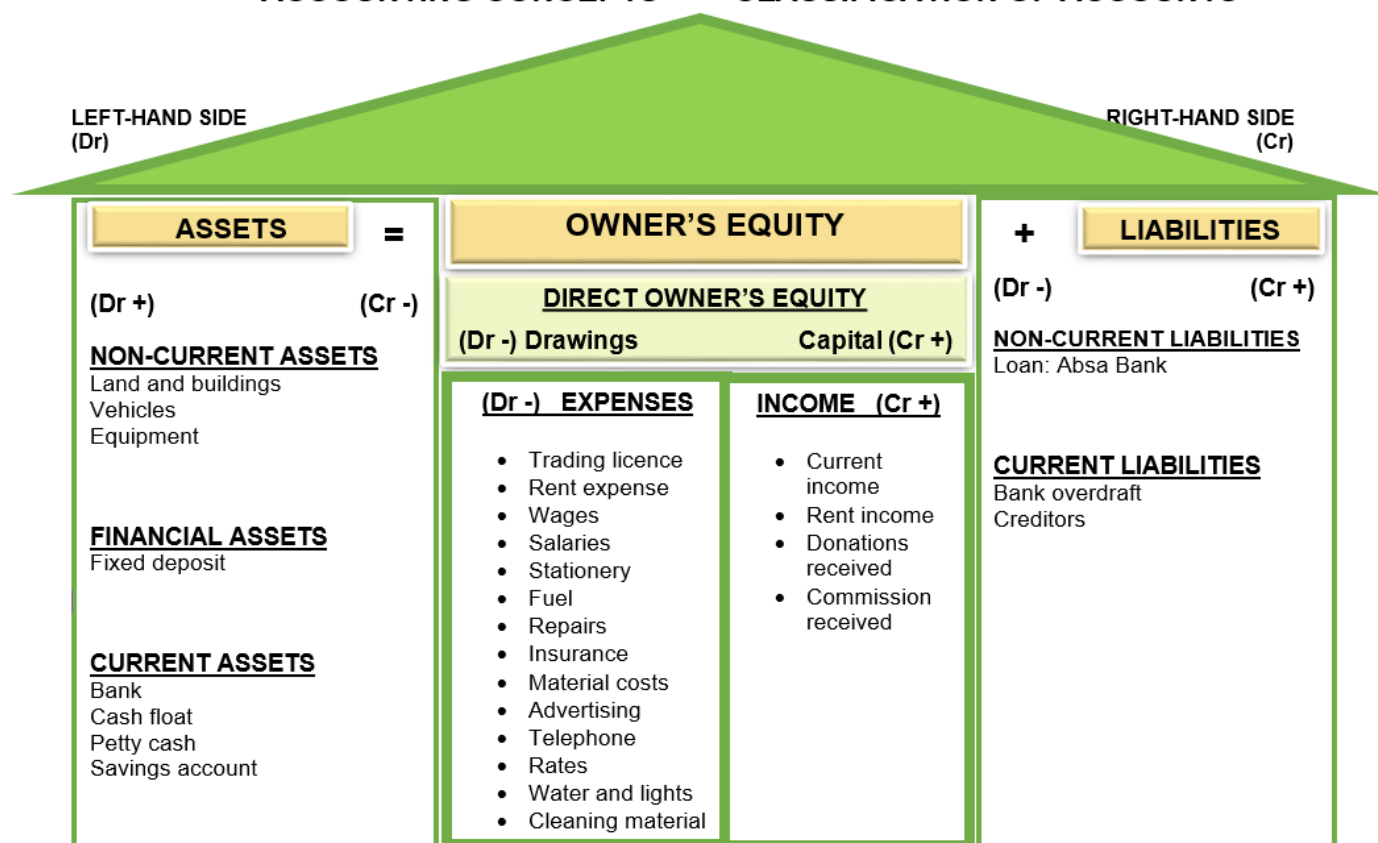 LEFT-HAND SIDE
(Dr)
RIGHT-HAND SIDE
(Cr)
ASSETS =
(Dr +) (Cr -)
NON-CURRENT ASSETS
Land and buildings
Vehicles
Equipment
FINANCIAL ASSETS
Fixed deposit
CURRENT ASSETS
Bank
Cash float
Petty cash
Savings account
OWNER'S EQUITY
DIRECT OWNER'S EQUITY
(Dr -) Drawings Capital (Cr +)
(Dr -) EXPENSES
• Trading licence
• Rent expense
• Wages
• Salaries
• Stationery
• Fuel
• Repairs
• Insurance
• Material costs
• Advertising
• Telephone
• Rates
• Water and lights
• Cleaning material
INCOME (Cr +)
• Current
income
• Rent income
• Donations
received
• Commission
received
+ LIABILITIES
(Dr -) (Cr +)
NON-CURRENT LIABILITIES
Loan: Absa Bank
CURRENT LIABILITIES
Bank overdraft
Creditors